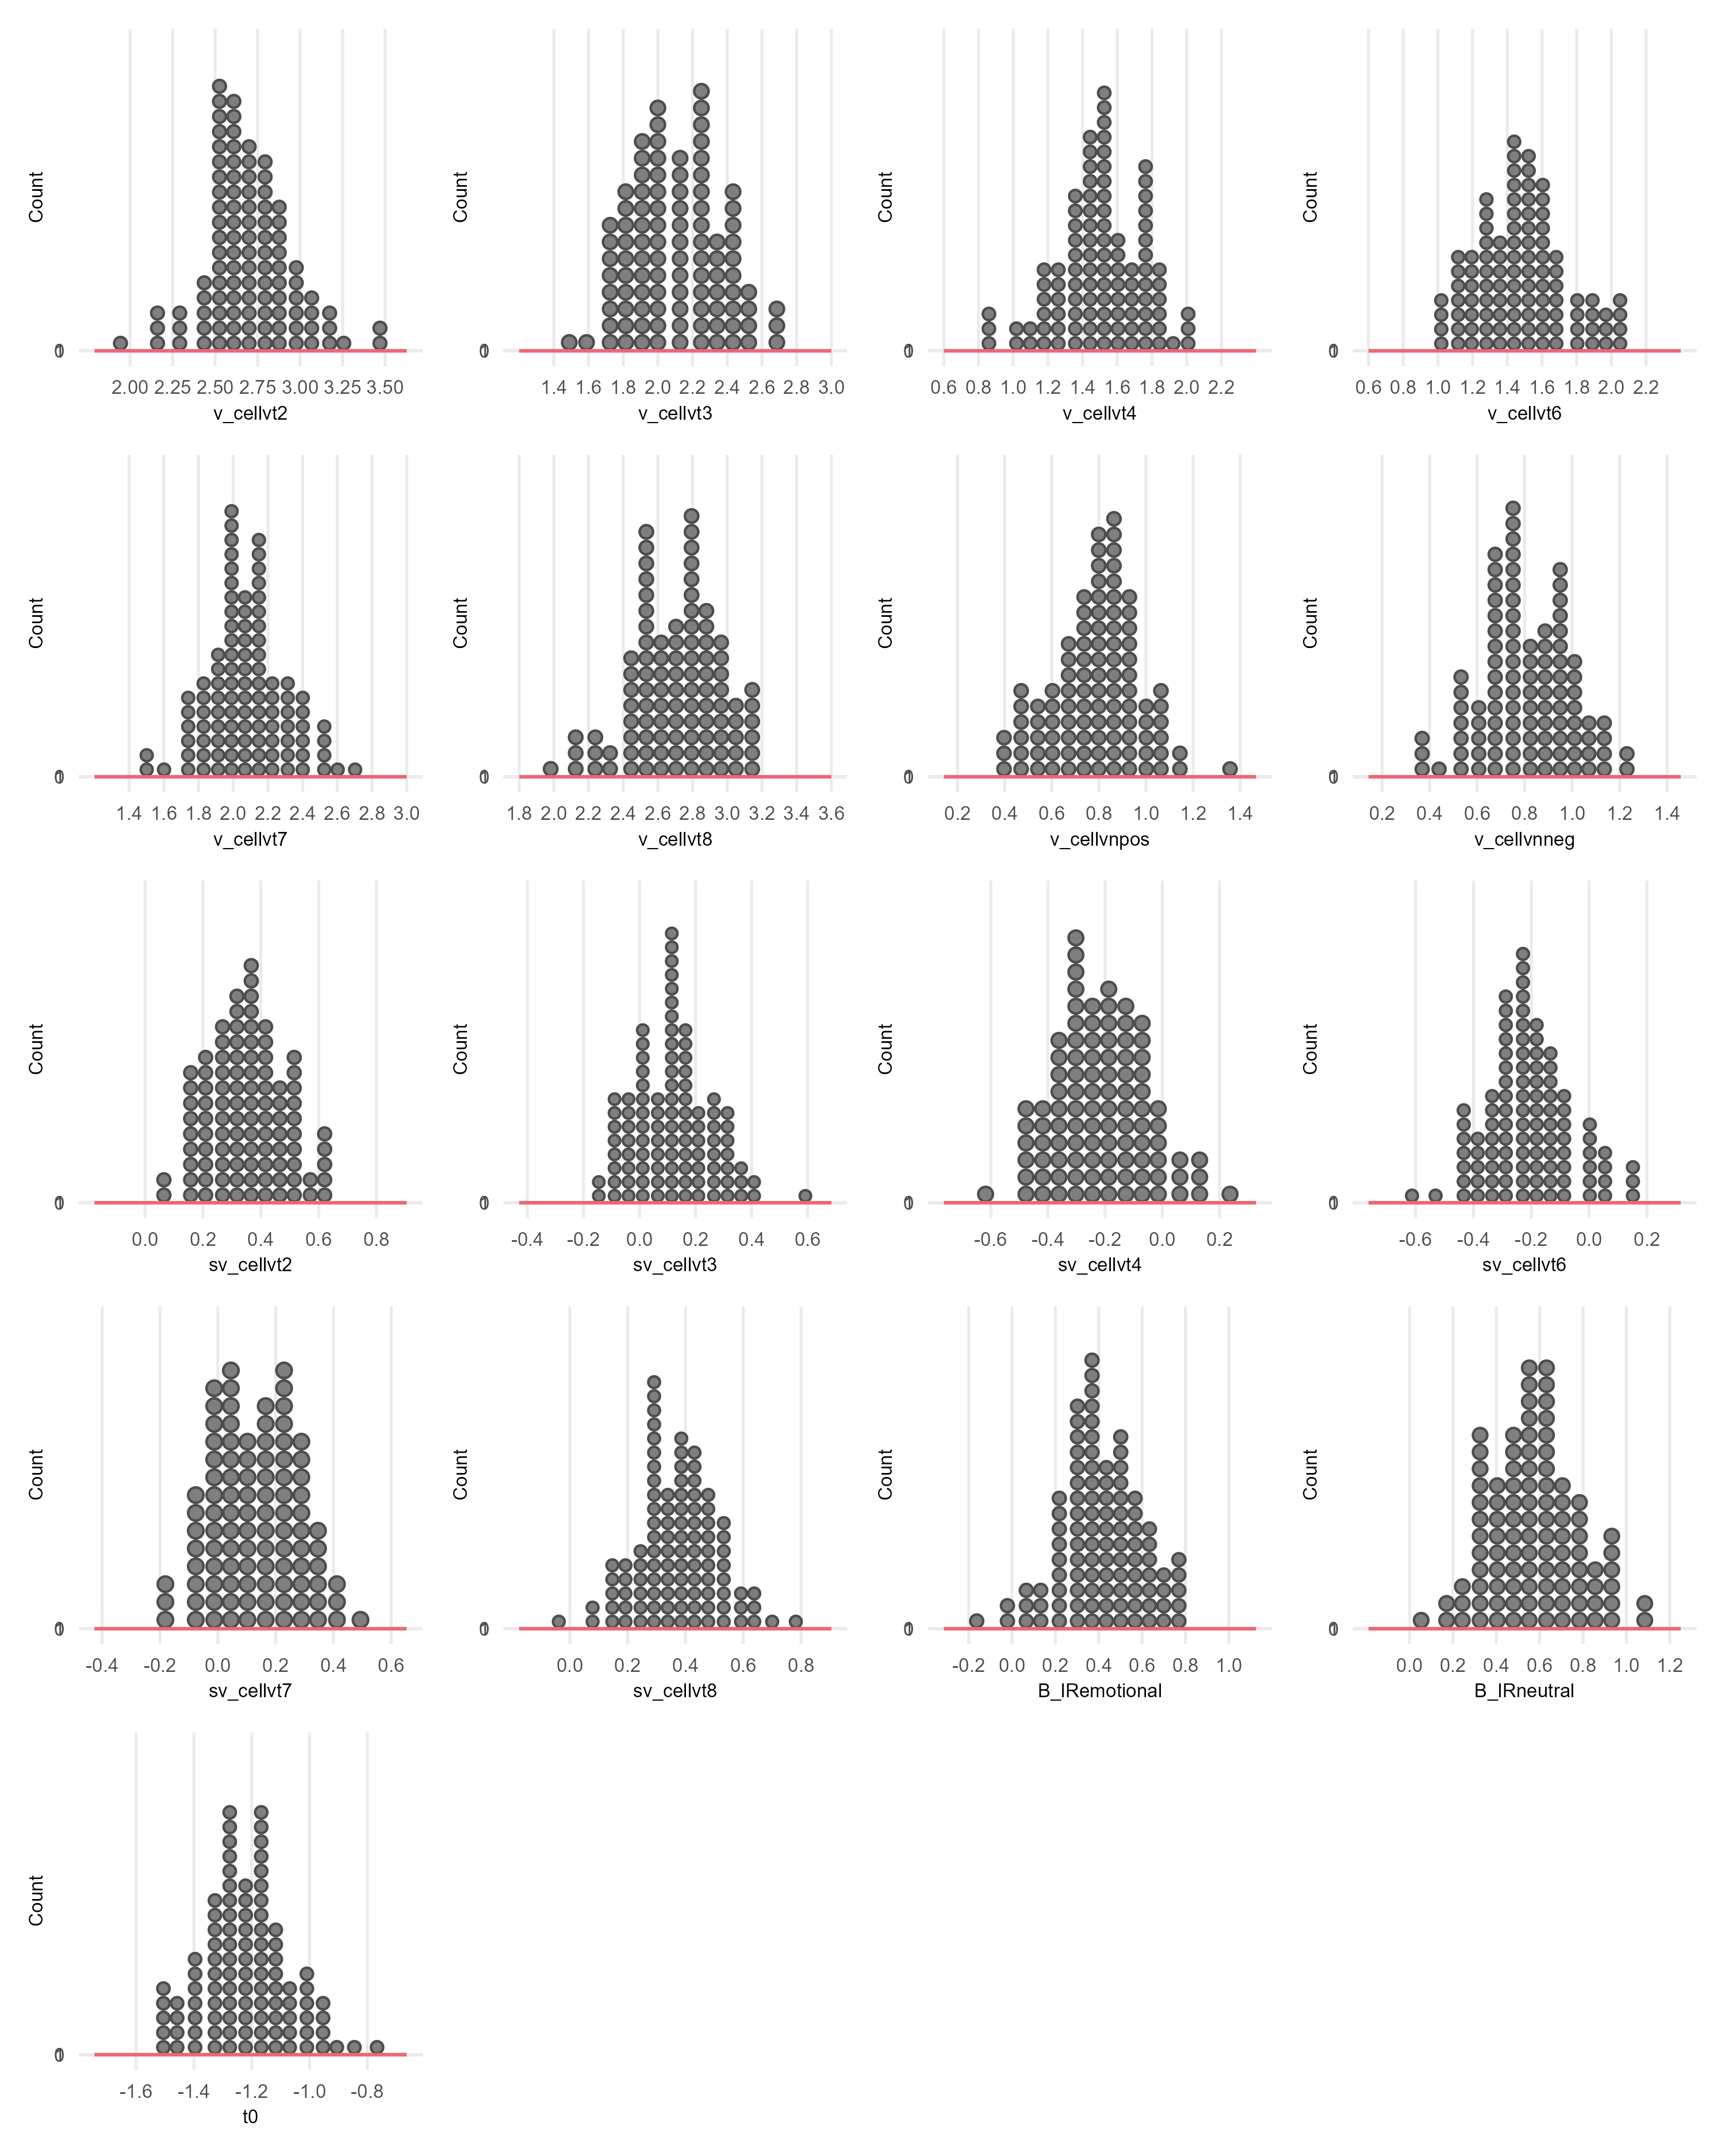 Count Count Count Count
0 0 0 0
2.00 2.25 2.50 2.75 3.00 3.25 3.50 1.4 1.6 1.8 2.0 2.2 2.4 2.6 2.8 3.0 0.6 0.8 1.0 1.2 1.4 1.6 1.8 2.0 2.2 0.6 0.8 1.0 1.2 1.4 1.6 1.8 2.0 2.2
v_cellvt2 v_cellvt3 v_cellvt4 v_cellvt6
Count Count Count Count
0 0 0 0
1.4 1.6 1.8 2.0 2.2 2.4 2.6 2.8 3.0 1.8 2.0 2.2 2.4 2.6 2.8 3.0 3.2 3.4 3.6 0.2 0.4 0.6 0.8 1.0 1.2 1.4 0.2 0.4 0.6 0.8 1.0 1.2 1.4
v_cellvt7 v_cellvt8 v_cellvnpos v_cellvnneg
Count Count Count Count
0 0 0 0
0.0 0.2 0.4 0.6 0.8 -0.4 -0.2 0.0 0.2 0.4 0.6 -0.6 -0.4 -0.2 0.0 0.2 -0.6 -0.4 -0.2 0.0 0.2
sv_cellvt2 sv_cellvt3 sv_cellvt4 sv_cellvt6
Count Count Count Count
0 0 0 0
-0.4 -0.2 0.0 0.2 0.4 0.6 0.0 0.2 0.4 0.6 0.8 -0.2 0.0 0.2 0.4 0.6 0.8 1.0 0.0 0.2 0.4 0.6 0.8 1.0 1.2
sv_cellvt7 sv_cellvt8 B_IRemotional B_IRneutral
Count
0
-1.6 -1.4 -1.2 -1.0 -0.8
t0